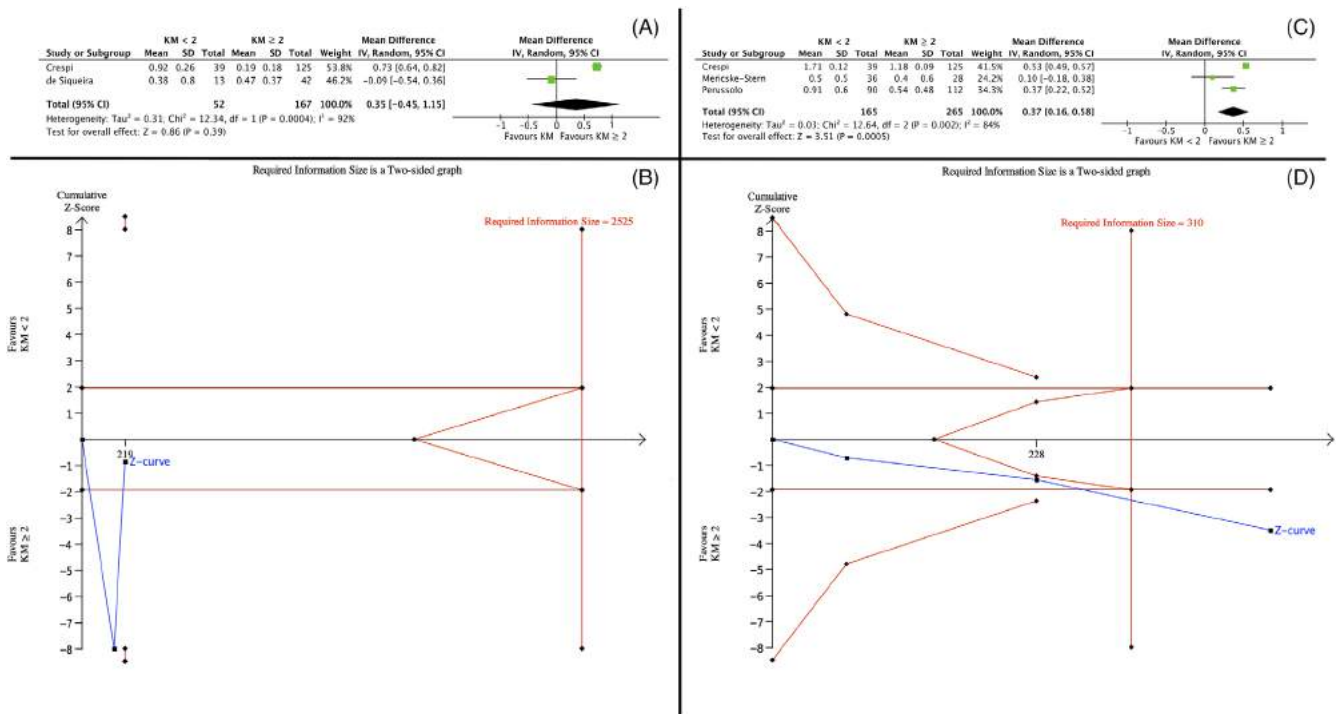 (A)
KM < 2 KM ≥ 2 Mean Difference Mean Difference
Study or Subgroup Mean SD Total Mean SD Total Weight IV, Random, 95% CI IV, Random, 95% CI
Crespi 0.92 0.26 39 0.19 0.18 125 53.8% 0.73 [0.64, 0.82]
de Siqueira 0.38 0.8 13 0.47 0.37 42 46.2% -0.09 [-0.54, 0.36]
Total (95% CI) 52 167 100.0% 0.35 [-0.45, 1.15]
Heterogeneity: Tau² = 0.31; Chi² = 12.34, df = 1 (P = 0.0004); I² = 92%
Test for overall effect: Z = 0.86 (P = 0.39)
-1 -0.5 0 0.5 1
Favours KM Favours KM ≥ 2
(C)
KM < 2 KM ≥ 2 Mean Difference Mean Difference
Study or Subgroup Mean SD Total Mean SD Total Weight IV, Random, 95% CI IV, Random, 95% CI
Crespi 1.71 0.12 39 1.18 0.09 125 41.5% 0.53 [0.49, 0.57]
Mericske-Stern 0.5 0.5 36 0.4 0.6 28 24.2% 0.10 [-0.18, 0.38]
Perussolo 0.91 0.6 90 0.54 0.48 112 34.3% 0.37 [0.22, 0.52]
Total (95% CI) 165 265 100.0% 0.37 [0.16, 0.58]
Heterogeneity: Tau² = 0.03; Chi² = 12.64, df = 2 (P = 0.002); I² = 84%
Test for overall effect: Z = 3.51 (P = 0.0005)
-1 -0.5 0 0.5 1
Favours KM < 2 Favours KM ≥ 2
Required Information Size is a Two-sided graph
(B)
Cumulative
Z-Score
Required Information Size = 2525
8
7
6
5
4
3
2
1
-1
-2
-3
-4
-5
-6
-7
-8
Favours
KM < 2
Favours
KM ≥ 2
219
Z-curve
Required Information Size is a Two-sided graph
(D)
Cumulative
Z-Score
Required Information Size = 310
8
7
6
5
4
3
2
1
-1
-2
-3
-4
-5
-6
-7
-8
Favours
KM < 2
Favours
KM ≥ 2
228
Z-curve